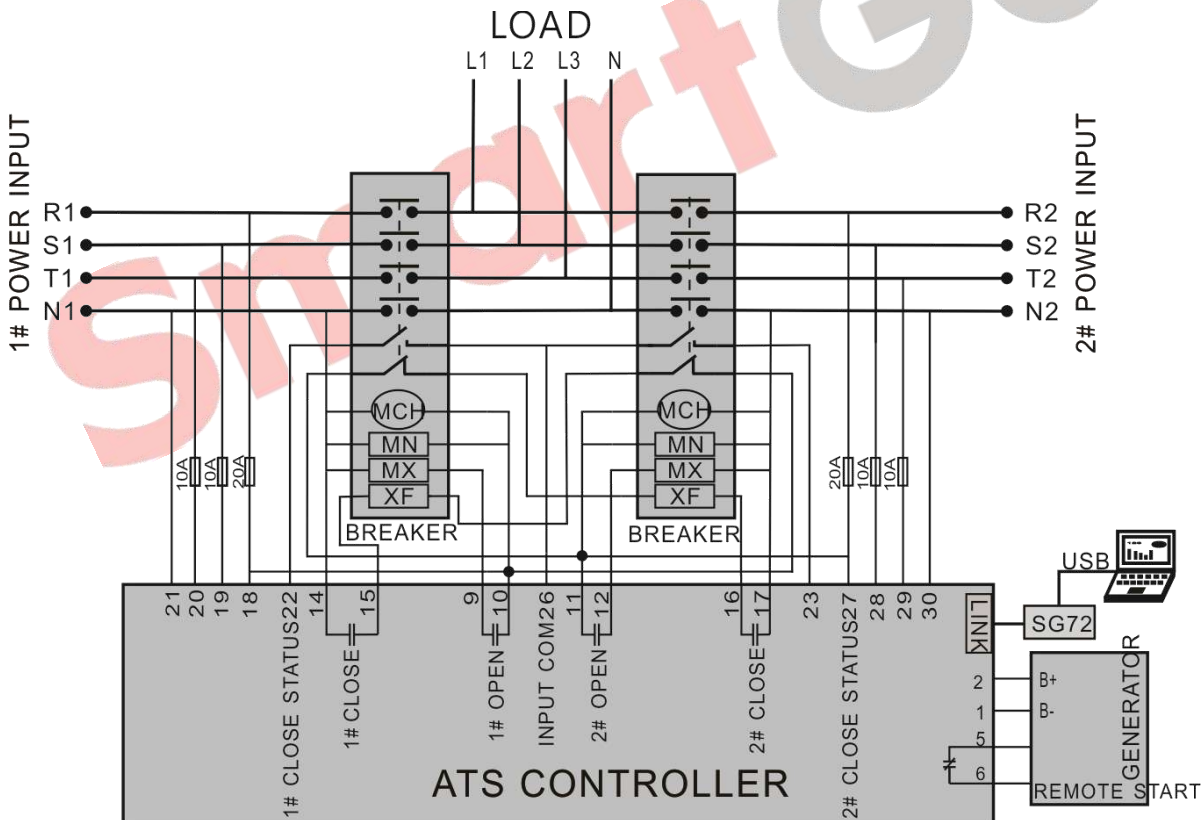 LOAD
L1 L2 L3 N
1# POWER INPUT
R1
S1
T1
N1
R2
S2
T2
N2
2# POWER INPUT
MCH
MN
MX
XF
BREAKER
MCH
MN
MX
XF
BREAKER
10A 10A 20A
20A 10A 10A
21 20 19 18 22 14 15 9 10 26 11 12 16 17 23 27 28 29 30
1# CLOSE STATUS
1# CLOSE
1# OPEN
INPUT COM
2# OPEN
2# CLOSE
2# CLOSE STATUS
LINK
USB
SG72
2 B+
1 B-
5
6
GENERATOR
REMOTE START
ATS CONTROLLER
SmartG